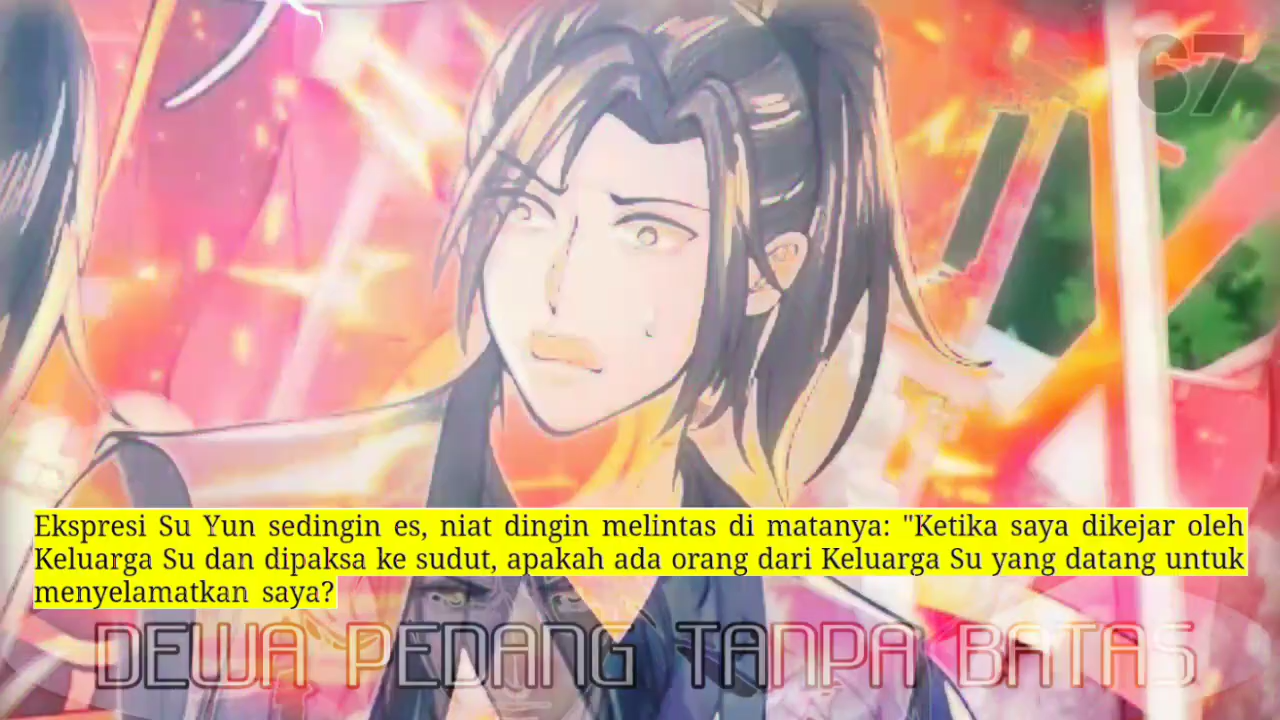 67
Ekspresi Su Yun sedingin es, niat dingin melintas di matanya: "Ketika saya dikejar oleh
Keluarga Su dan dipaksa ke sudut, apakah ada orang dari Keluarga Su yang datang untuk
menyelamatkan saya?
DEWA PEDANG TANPA BATAS